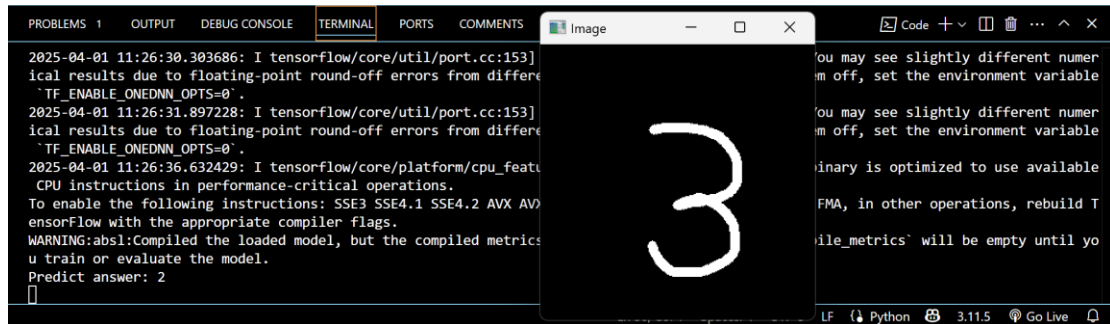 PROBLEMS 1 OUTPUT DEBUG CONSOLE TERMINAL PORTS COMMENTS
Code
Image
2025-04-01 11:26:30.303686: I tensorflow/core/util/port.cc:153] You may see slightly different numer
ical results due to floating-point round-off errors from differe m off, set the environment variable
`TF_ENABLE_ONEDNN_OPTS=0`.
2025-04-01 11:26:31.897228: I tensorflow/core/util/port.cc:153] You may see slightly different numer
ical results due to floating-point round-off errors from differe m off, set the environment variable
`TF_ENABLE_ONEDNN_OPTS=0`.
2025-04-01 11:26:36.632429: I tensorflow/core/platform/cpu_featu inary is optimized to use available
CPU instructions in performance-critical operations.
To enable the following instructions: SSE3 SSE4.1 SSE4.2 AVX AV FMA, in other operations, rebuild T
ensorFlow with the appropriate compiler flags.
WARNING:absl:Compiled the loaded model, but the compiled metrics ile_metrics` will be empty until yo
u train or evaluate the model.
Predict answer: 2
3
LF Python 3.11.5 Go Live